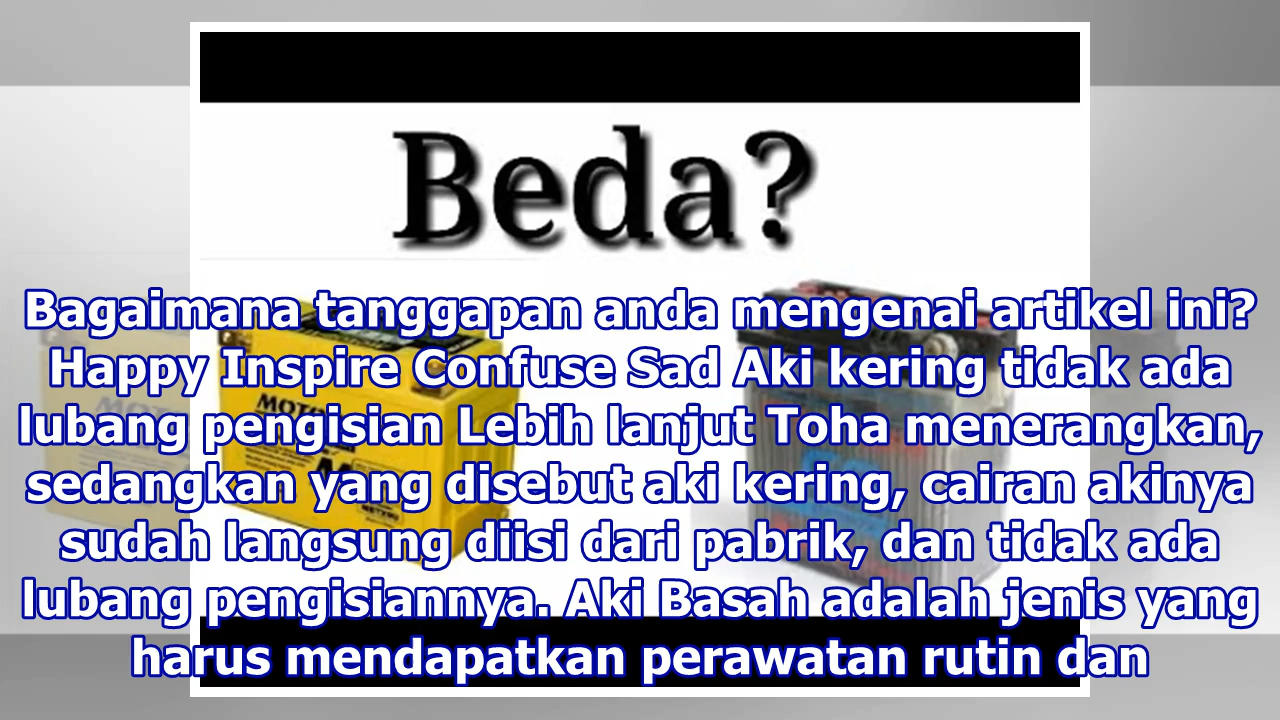 Beda?
Bagaimana tanggapan anda mengenai artikel ini?
Happy Inspire Confuse Sad Aki kering tidak ada
lubang pengisian Lebih lanjut Toha menerangkan,
sedangkan yang disebut aki kering, cairan akinya
sudah langsung diisi dari pabrik, dan tidak ada
lubang pengisiannya. Aki Basah adalah jenis yang
harus mendapatkan perawatan rutin dan